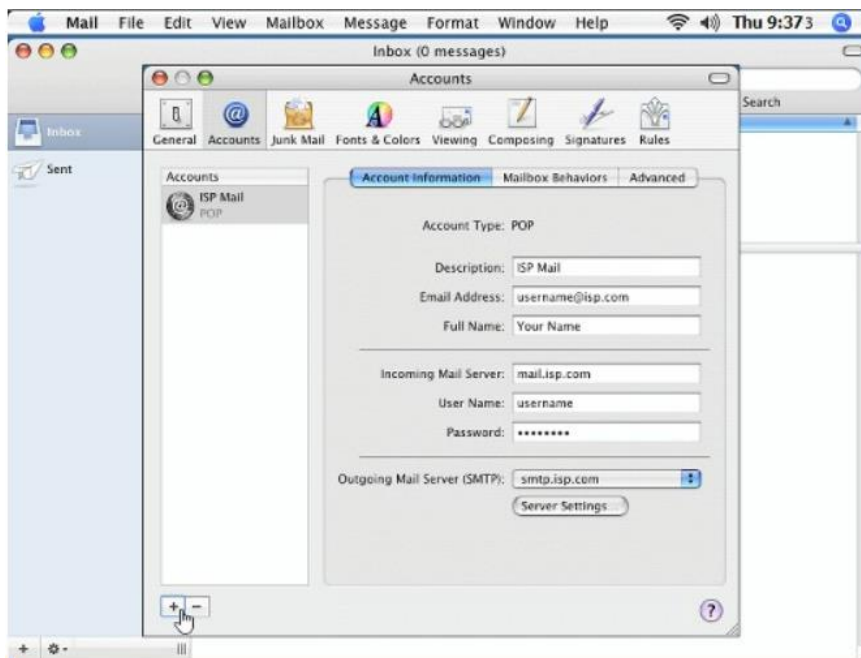 Mail File Edit View Mailbox Message Format Window Help Thu 9:37 3
Inbox (0 messages)
Accounts
Search
General Accounts Junk Mail Fonts & Colors Viewing Composing Signatures Rules
Inbox
Sent
Accounts
ISP Mail
POP
Account Information Mailbox Behaviors Advanced
Account Type: POP
Description: ISP Mail
Email Address: username@isp.com
Full Name: Your Name
Incoming Mail Server: mail.isp.com
User Name: username
Password: ••••••••
Outgoing Mail Server (SMTP): smtp.isp.com
Server Settings...
+ −
?
+